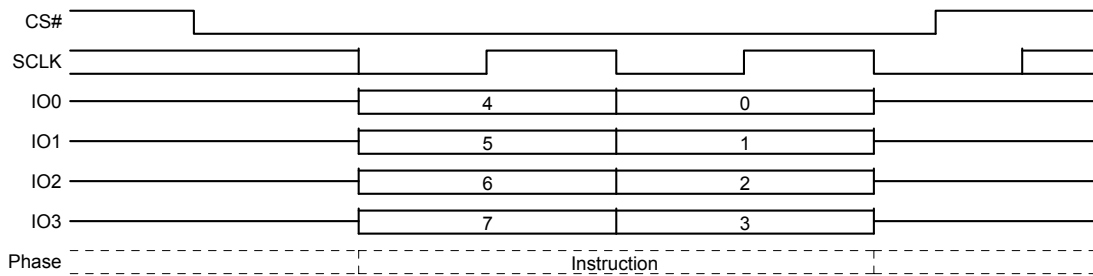 CS#
SCLK
IO0 4 0
IO1 5 1
IO2 6 2
IO3 7 3
Phase Instruction